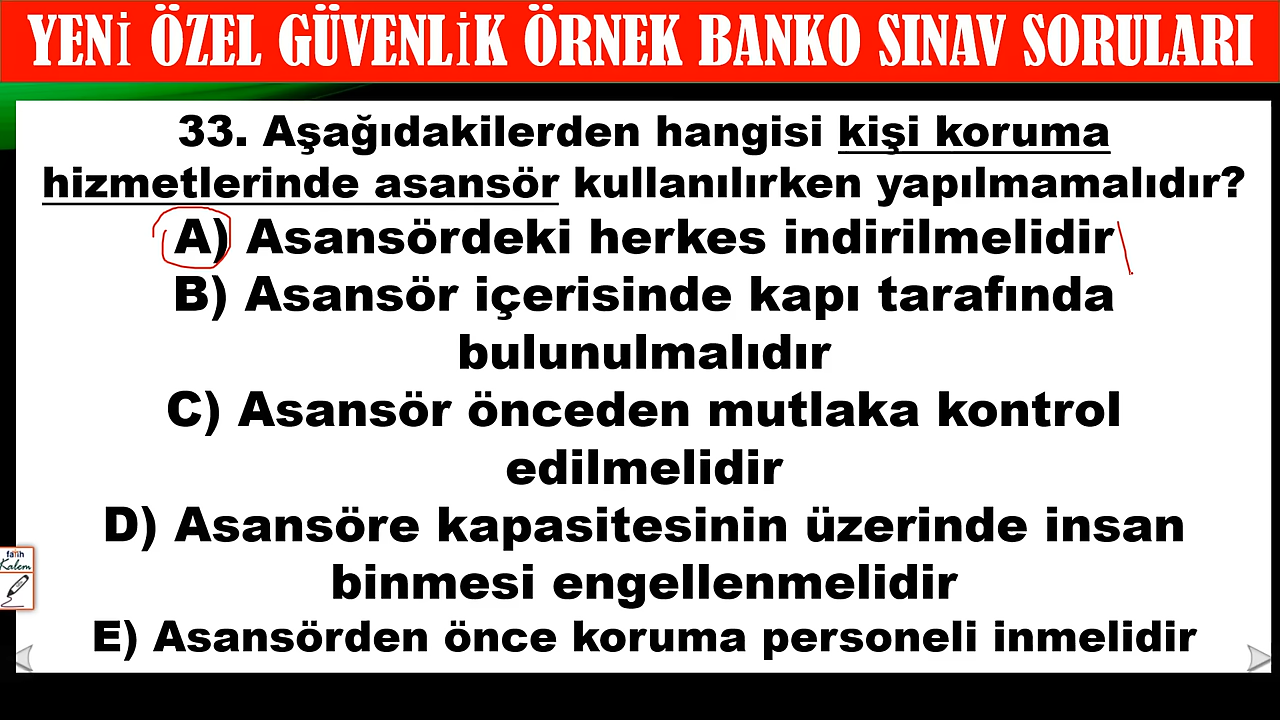 YENİ ÖZEL GÜVENLİK ÖRNEK BANKO SINAV SORULARI
33. Aşağıdakilerden hangisi kişi koruma
hizmetlerinde asansör kullanılırken yapılmamalıdır?
A) Asansördeki herkes indirilmelidir
B) Asansör içerisinde kapı tarafında
bulunulmalıdır
C) Asansör önceden mutlaka kontrol
edilmelidir
D) Asansöre kapasitesinin üzerinde insan
binmesi engellenmelidir
E) Asansörden önce koruma personeli inmelidir
fatih
Kalem